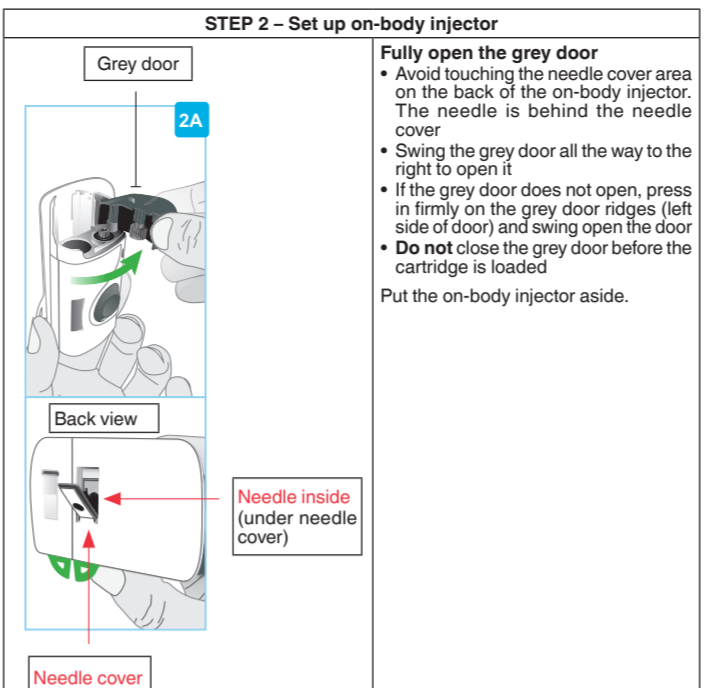 STEP 2 – Set up on-body injector
Grey door
2A
Back view
Needle inside
(under needle
cover)
Needle cover
Fully open the grey door
• Avoid touching the needle cover area
on the back of the on-body injector.
The needle is behind the needle
cover
• Swing the grey door all the way to the
right to open it
• If the grey door does not open, press
in firmly on the grey door ridges (left
side of door) and swing open the door
• Do not close the grey door before the
cartridge is loaded
Put the on-body injector aside.